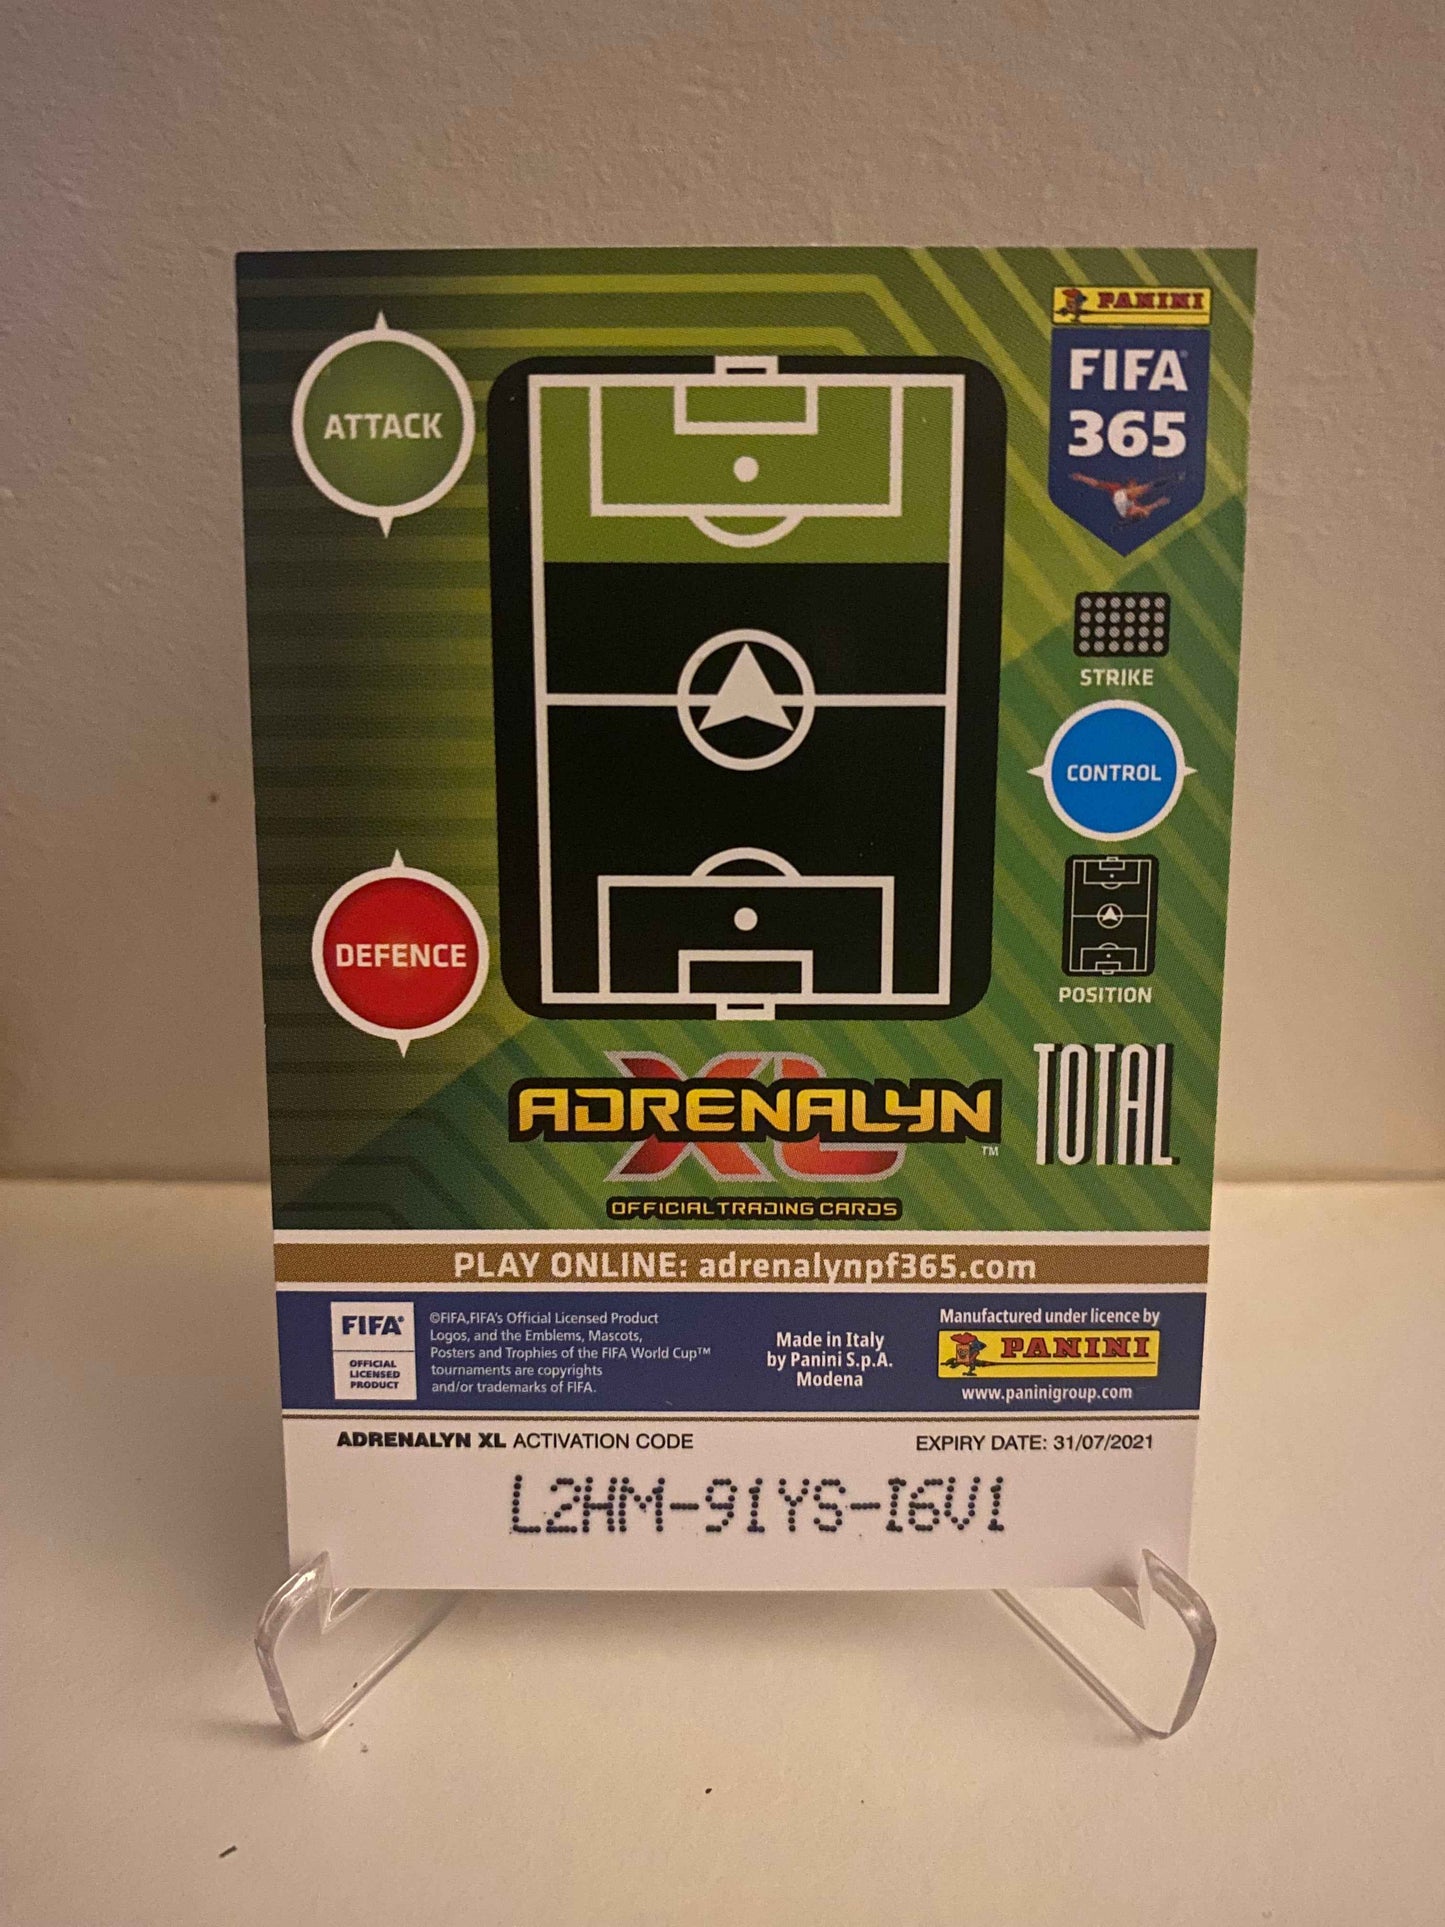 PANINI
FIFA
365
ATTACK
STRIKE
CONTROL
DEFENCE
POSITION
TOTAL
ADRENALYN
XL
™
OFFICIAL TRADING CARDS
PLAY ONLINE: adrenalynpf365.com
FIFA®
OFFICIAL
LICENSED
PRODUCT
©FIFA,FIFA's Official Licensed Product
Logos, and the Emblems, Mascots,
Posters and Trophies of the FIFA World Cup™
tournaments are copyrights
and/or trademarks of FIFA.
Made in Italy
by Panini S.p.A.
Modena
Manufactured under licence by
PANINI
www.paninigroup.com
ADRENALYN XL ACTIVATION CODE
EXPIRY DATE: 31/07/2021
L2HM-91YS-I6V1